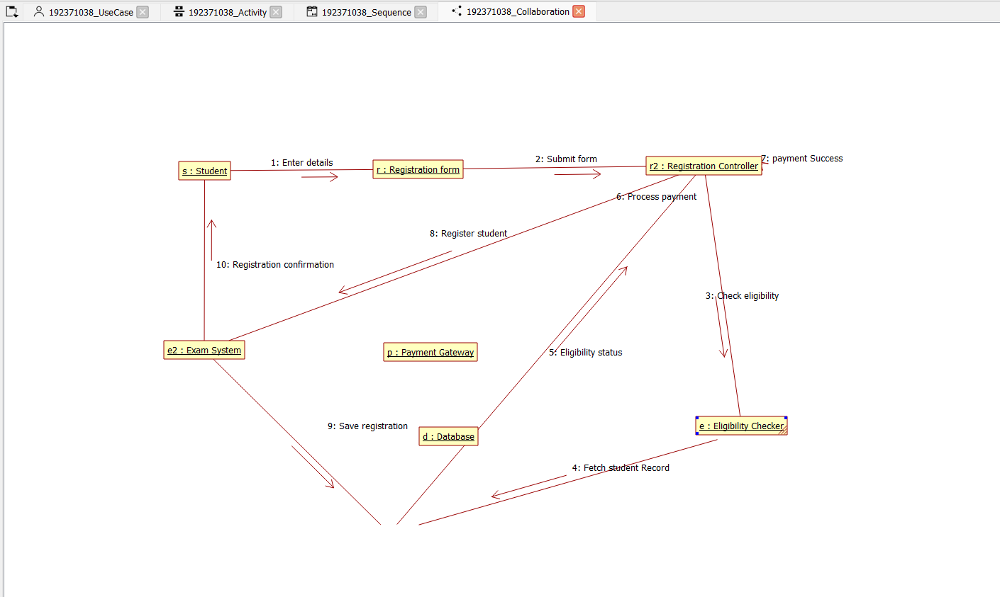 192371038_UseCase
192371038_Activity
192371038_Sequence
192371038_Collaboration
s : Student
1: Enter details
r : Registration form
2: Submit form
r2 : Registration Controller
7: payment Success
6: Process payment
8: Register student
10: Registration confirmation
3: Check eligibility
e2 : Exam System
p : Payment Gateway
5: Eligibility status
9: Save registration
d : Database
e : Eligibility Checker
4: Fetch student Record